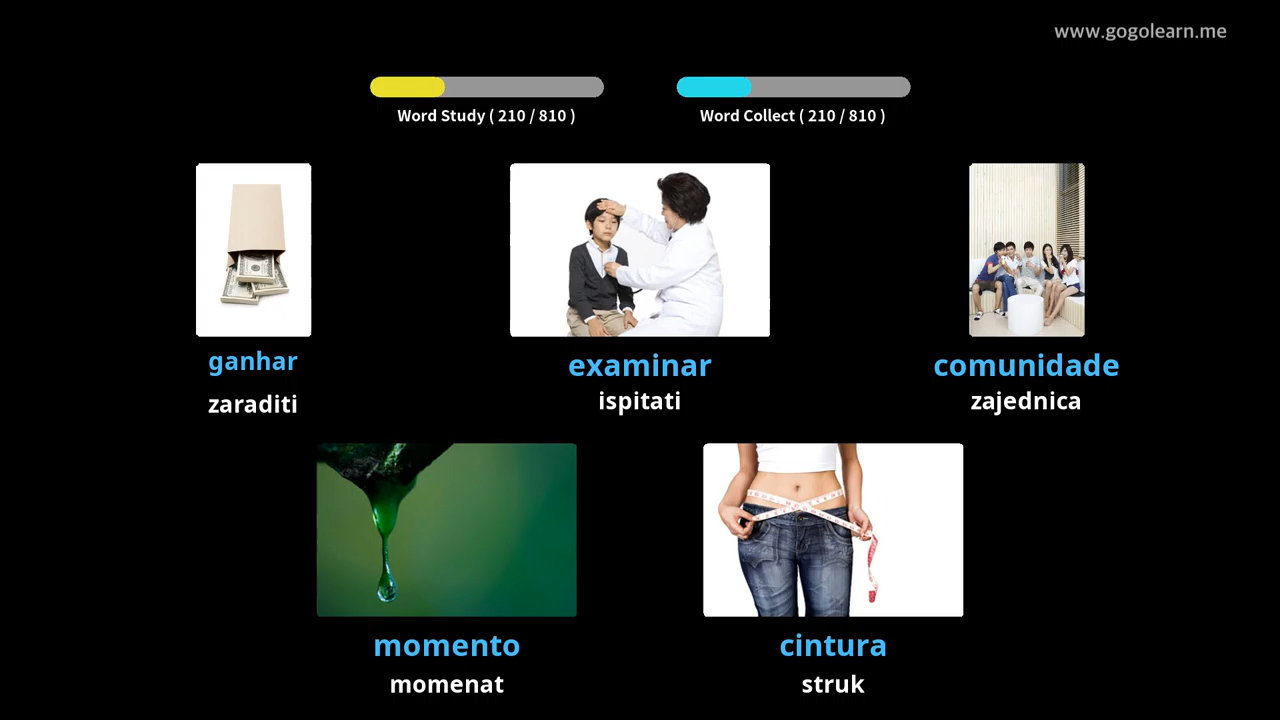 www.gogolearn.me
Word Study ( 210 / 810 )
Word Collect ( 210 / 810 )
ganhar
zaraditi
examinar
ispitati
comunidade
zajednica
momento
momenat
cintura
struk